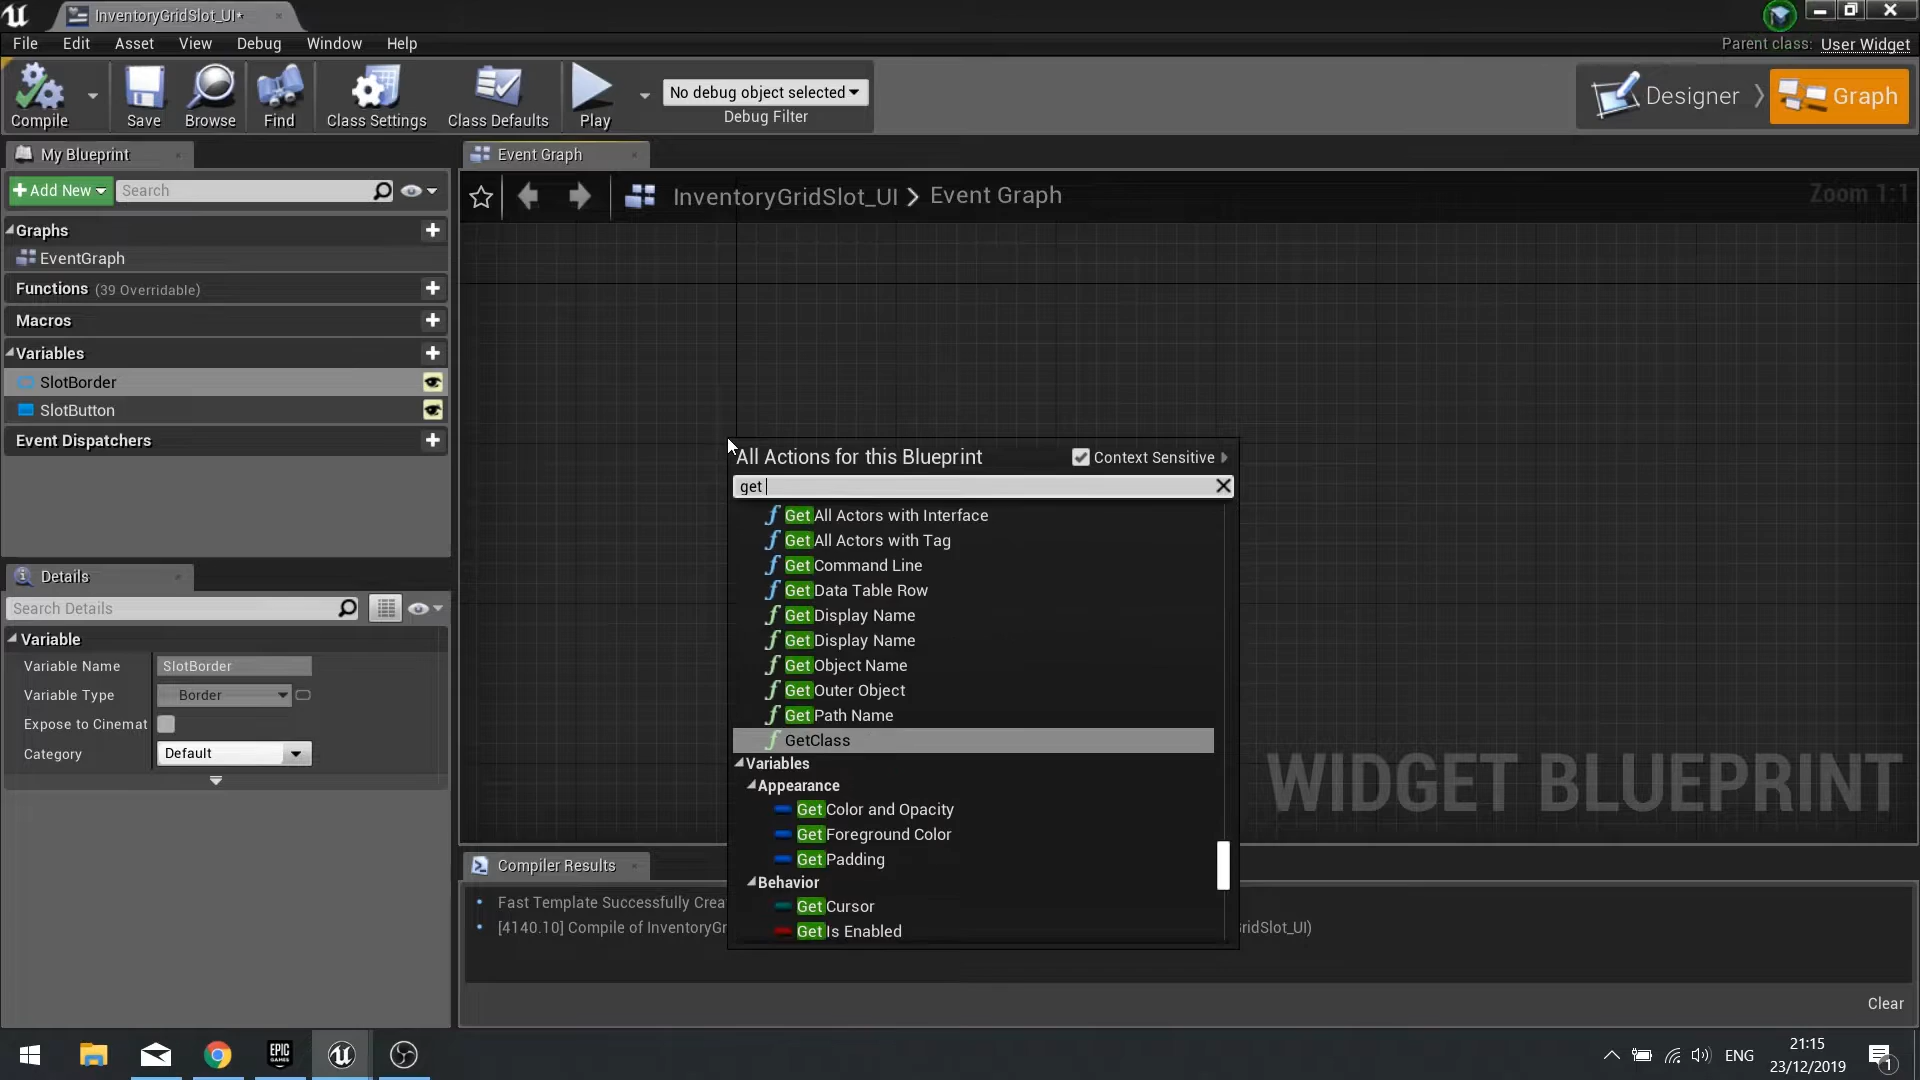 InventoryGridSlot_UI*
File Edit Asset View Debug Window Help
Parent class: User Widget
Compile
Save
Browse
Find
Class Settings
Class Defaults
Play
No debug object selected
Debug Filter
Designer
Graph
My Blueprint
Add New
Search
Graphs
EventGraph
Functions (39 Overridable)
Macros
Variables
SlotBorder
SlotButton
Event Dispatchers
Details
Search Details
Variable
Variable Name SlotBorder
Variable Type Border
Expose to Cinemat
Category Default
Event Graph
InventoryGridSlot_UI > Event Graph
Zoom 1:1
All Actions for this Blueprint
Context Sensitive
get
Get All Actors with Interface
Get All Actors with Tag
Get Command Line
Get Data Table Row
Get Display Name
Get Display Name
Get Object Name
Get Outer Object
Get Path Name
GetClass
Variables
Appearance
Get Color and Opacity
Get Foreground Color
Get Padding
Behavior
Get Cursor
Get Is Enabled
WIDGET BLUEPRINT
Compiler Results
Fast Template Successfully Crea
[4140.10] Compile of InventoryGr ridSlot_UI)
Clear
EPIC
GAMES
ENG
21:15
23/12/2019
1